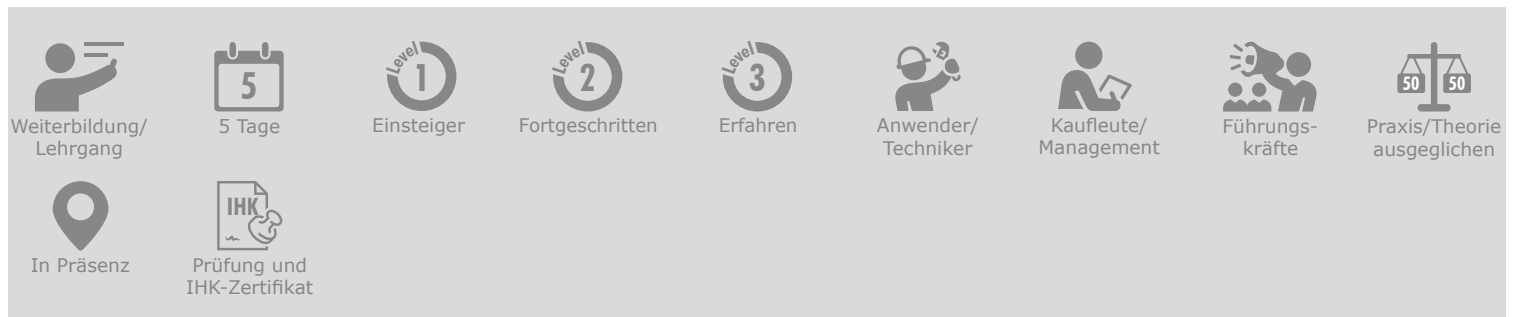 5
Level
1
Level
2
Level
3
50 50
Weiterbildung/
Lehrgang
5 Tage
Einsteiger
Fortgeschritten
Erfahren
Anwender/
Techniker
Kaufleute/
Management
Führungs-
kräfte
Praxis/Theorie
ausgeglichen
IHK
In Präsenz
Prüfung und
IHK-Zertifikat